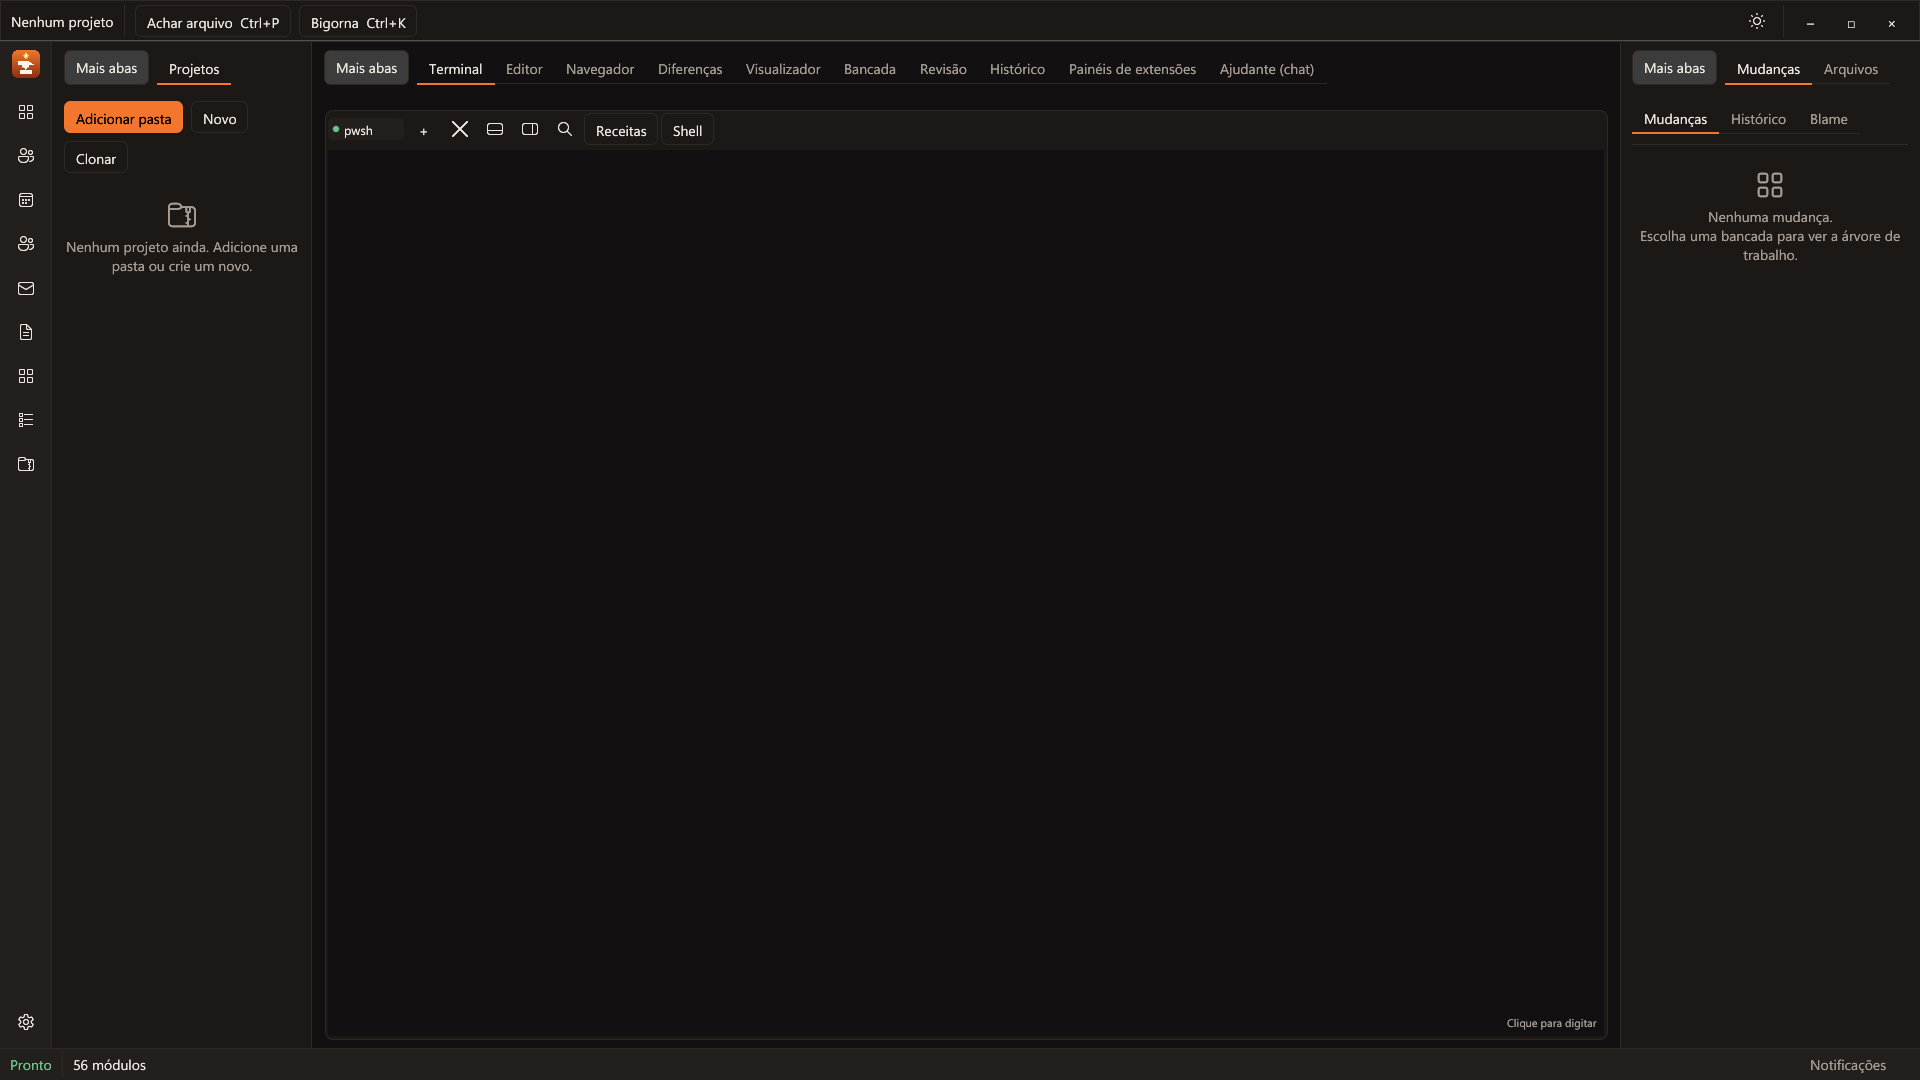 Nenhum projeto
Achar arquivo Ctrl+P
Bigorna Ctrl+K
Mais abas
Projetos
Adicionar pasta
Novo
Clonar
Nenhum projeto ainda. Adicione uma
pasta ou crie um novo.
Mais abas
Terminal
Editor
Navegador
Diferenças
Visualizador
Bancada
Revisão
Histórico
Painéis de extensões
Ajudante (chat)
pwsh
+
Receitas
Shell
Clique para digitar
Mais abas
Mudanças
Arquivos
Mudanças
Histórico
Blame
Nenhuma mudança.
Escolha uma bancada para ver a árvore de
trabalho.
Pronto
56 módulos
Notificações